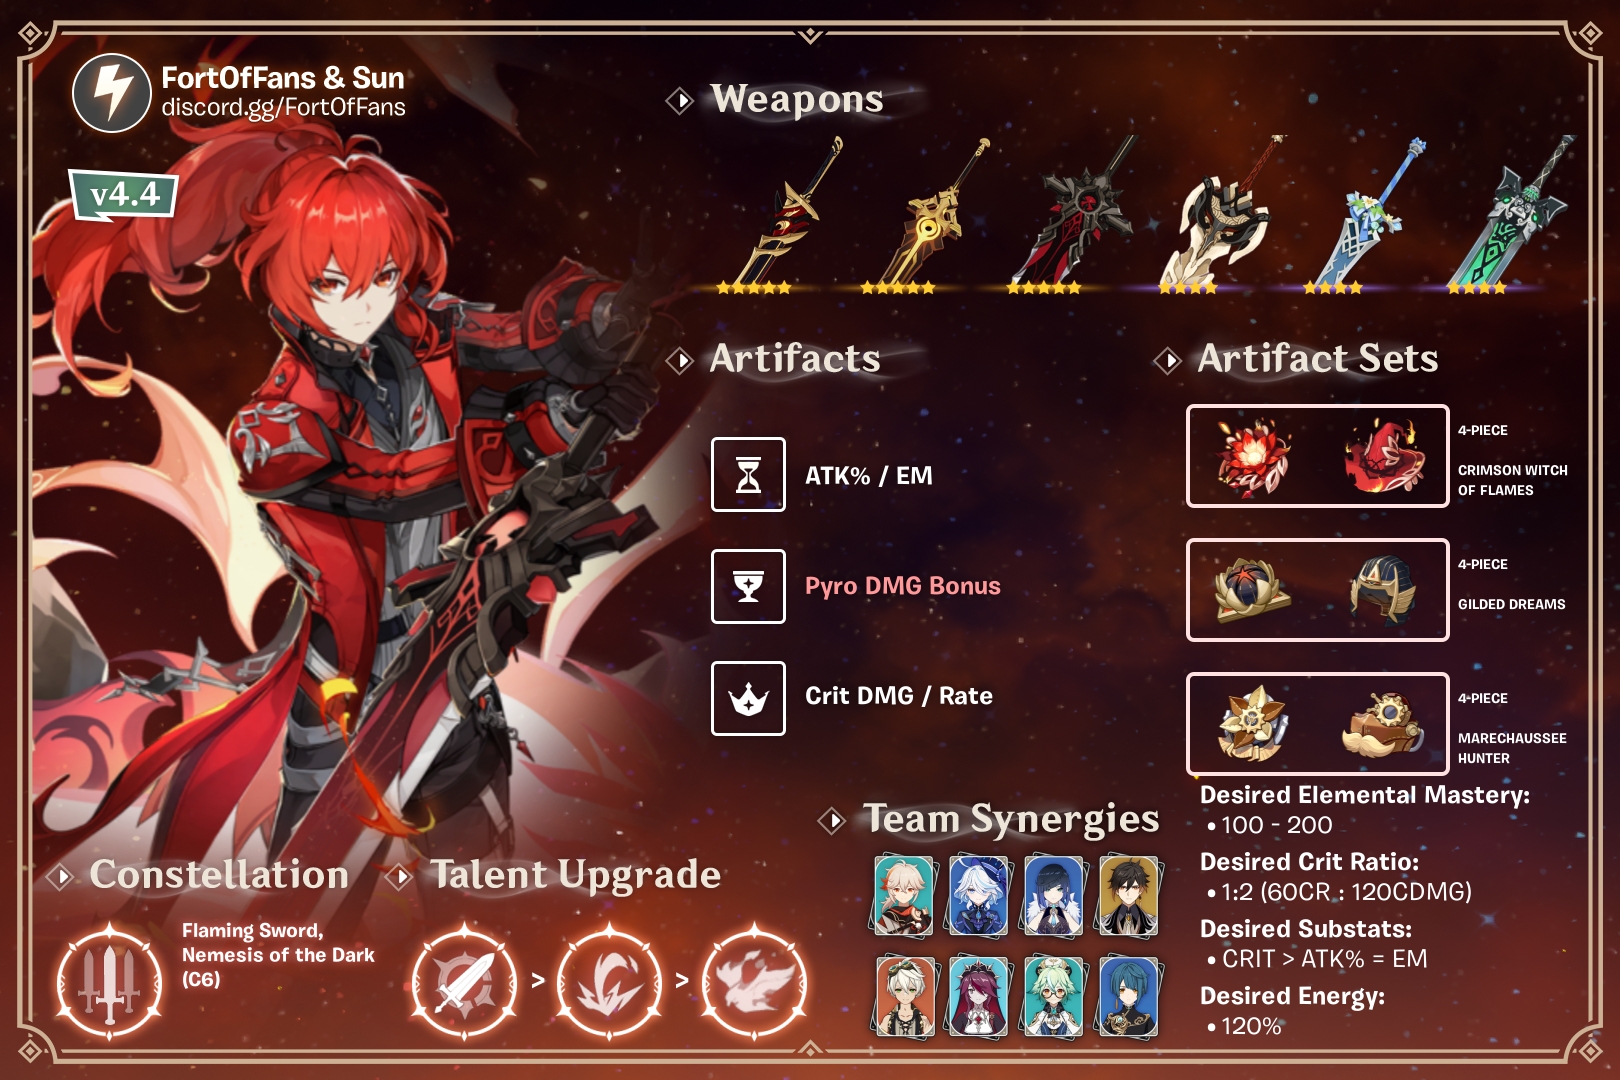 FortOfFans & Sun
discord.gg/FortOfFans
v4.4
Weapons
Artifacts
ATK% / EM
Pyro DMG Bonus
Crit DMG / Rate
Artifact Sets
4-PIECE
CRIMSON WITCH
OF FLAMES
4-PIECE
GILDED DREAMS
4-PIECE
MARECHAUSSEE
HUNTER
Constellation
Flaming Sword,
Nemesis of the Dark
(C6)
Talent Upgrade
> >
Team Synergies
Desired Elemental Mastery:
• 100 - 200
Desired Crit Ratio:
• 1:2 (60CR : 120CDMG)
Desired Substats:
• CRIT > ATK% = EM
Desired Energy:
• 120%